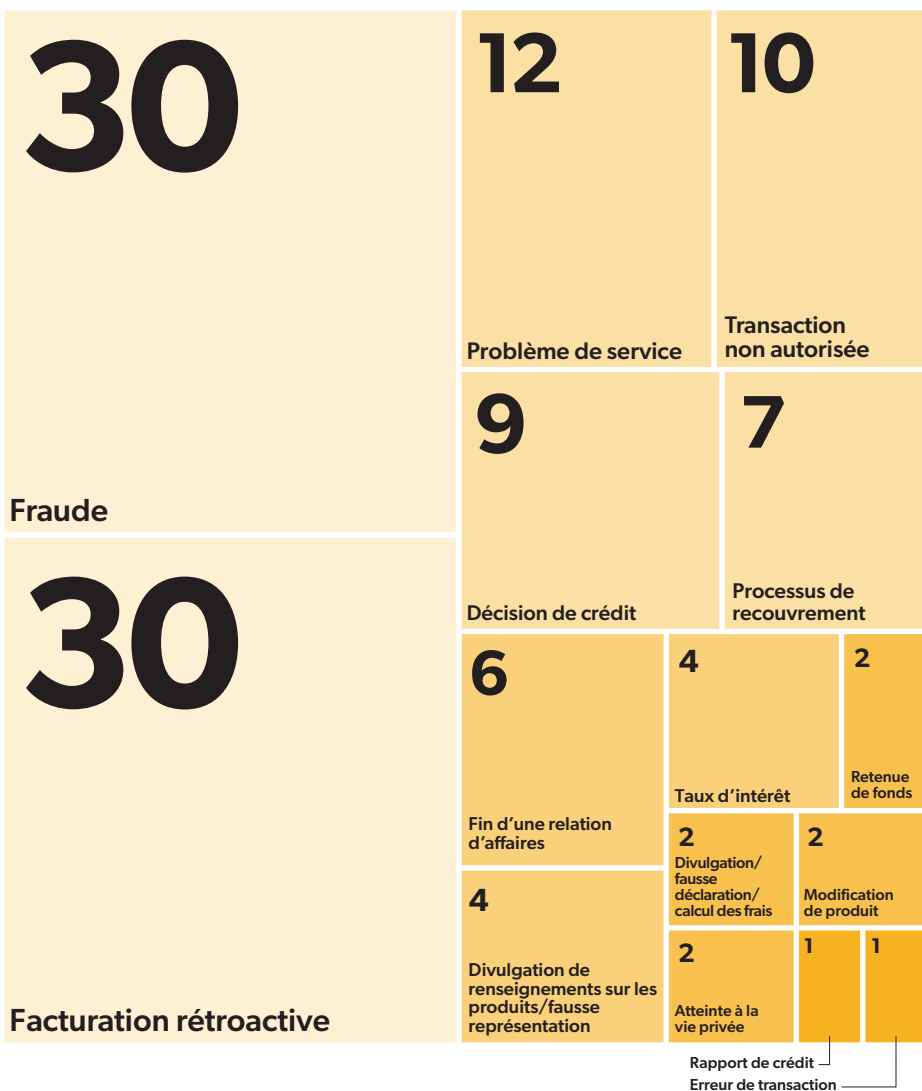 30
Fraude
30
Facturation rétroactive
12
Problème de service
10
Transaction
non autorisée
9
Décision de crédit
7
Processus de
recouvrement
6
Fin d’une relation
d’affaires
4
Divulgation de
renseignements sur les
produits/fausse
représentation
4
Taux d’intérêt
2
Retenue
de fonds
2
Divulgation/
fausse
déclaration/
calcul des frais
2
Modification
de produit
2
Atteinte à la
vie privée
1
1
Rapport de crédit
Erreur de transaction